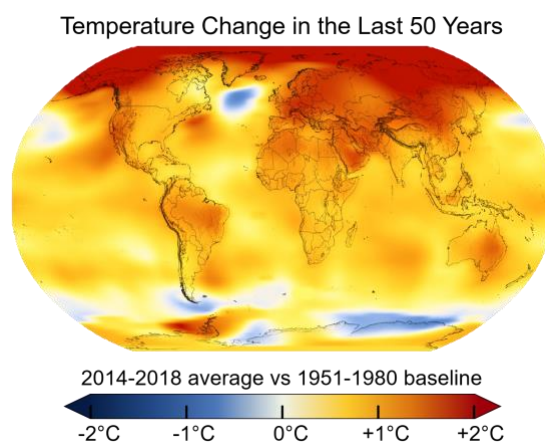 Temperature Change in the Last 50 Years
2014-2018 average vs 1951-1980 baseline
-2°C -1°C 0°C +1°C +2°C